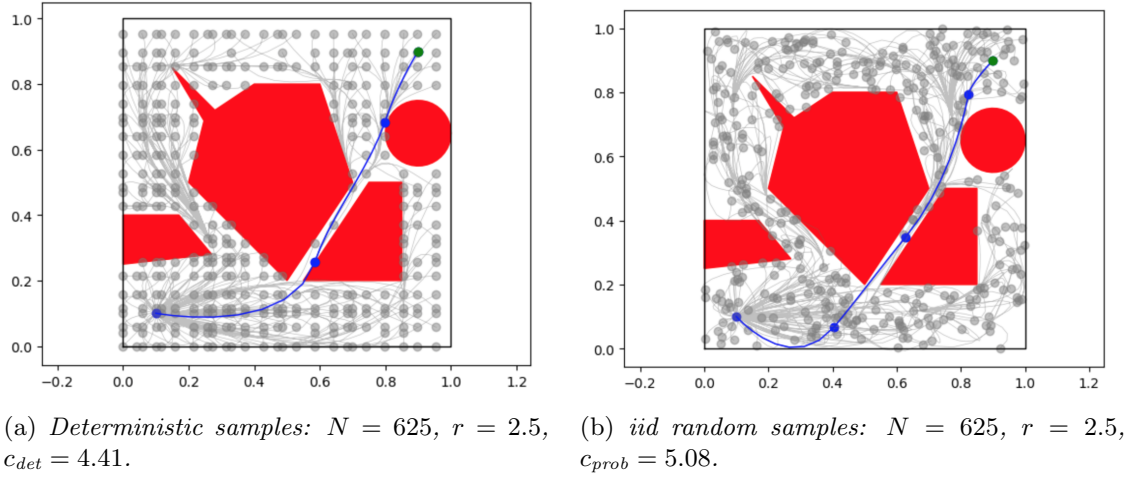 1.0
0.8
0.6
0.4
0.2
0.0
−0.2 0.0 0.2 0.4 0.6 0.8 1.0 1.2
(a) Deterministic samples: N = 625, r = 2.5,
c_det = 4.41.
1.0
0.8
0.6
0.4
0.2
0.0
−0.2 0.0 0.2 0.4 0.6 0.8 1.0 1.2
(b) iid random samples: N = 625, r = 2.5,
c_prob = 5.08.